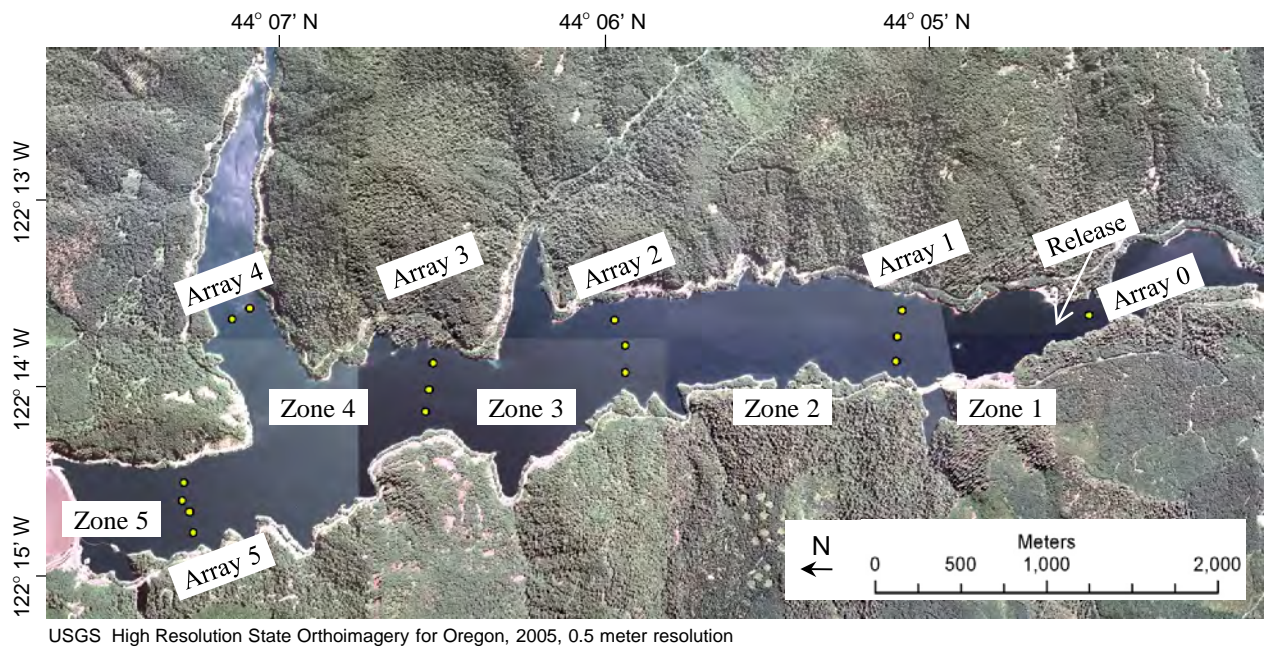 44° 07' N 44° 06' N 44° 05' N
122° 13' W
122° 14' W
122° 15' W
Release
Array 0
Array 1
Array 2
Array 3
Array 4
Zone 4
Zone 3
Zone 2
Zone 1
Zone 5
Array 5
N
Meters
0 500 1,000 2,000
USGS High Resolution State Orthoimagery for Oregon, 2005, 0.5 meter resolution